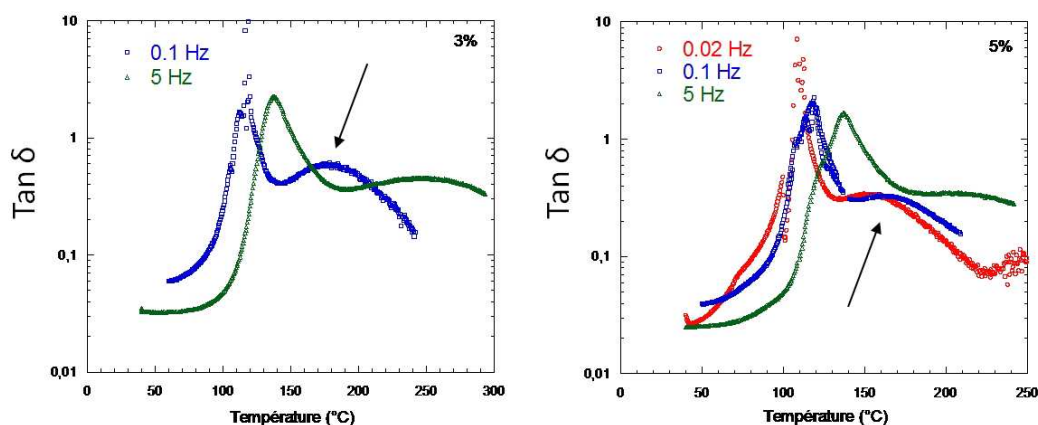 10
1
0,1
0,01
Tan δ
3%
0.1 Hz
5 Hz
0 50 100 150 200 250 300
Température (°C)
10
1
0,1
0,01
Tan δ
5%
0.02 Hz
0.1 Hz
5 Hz
0 50 100 150 200 250
Température (°C)